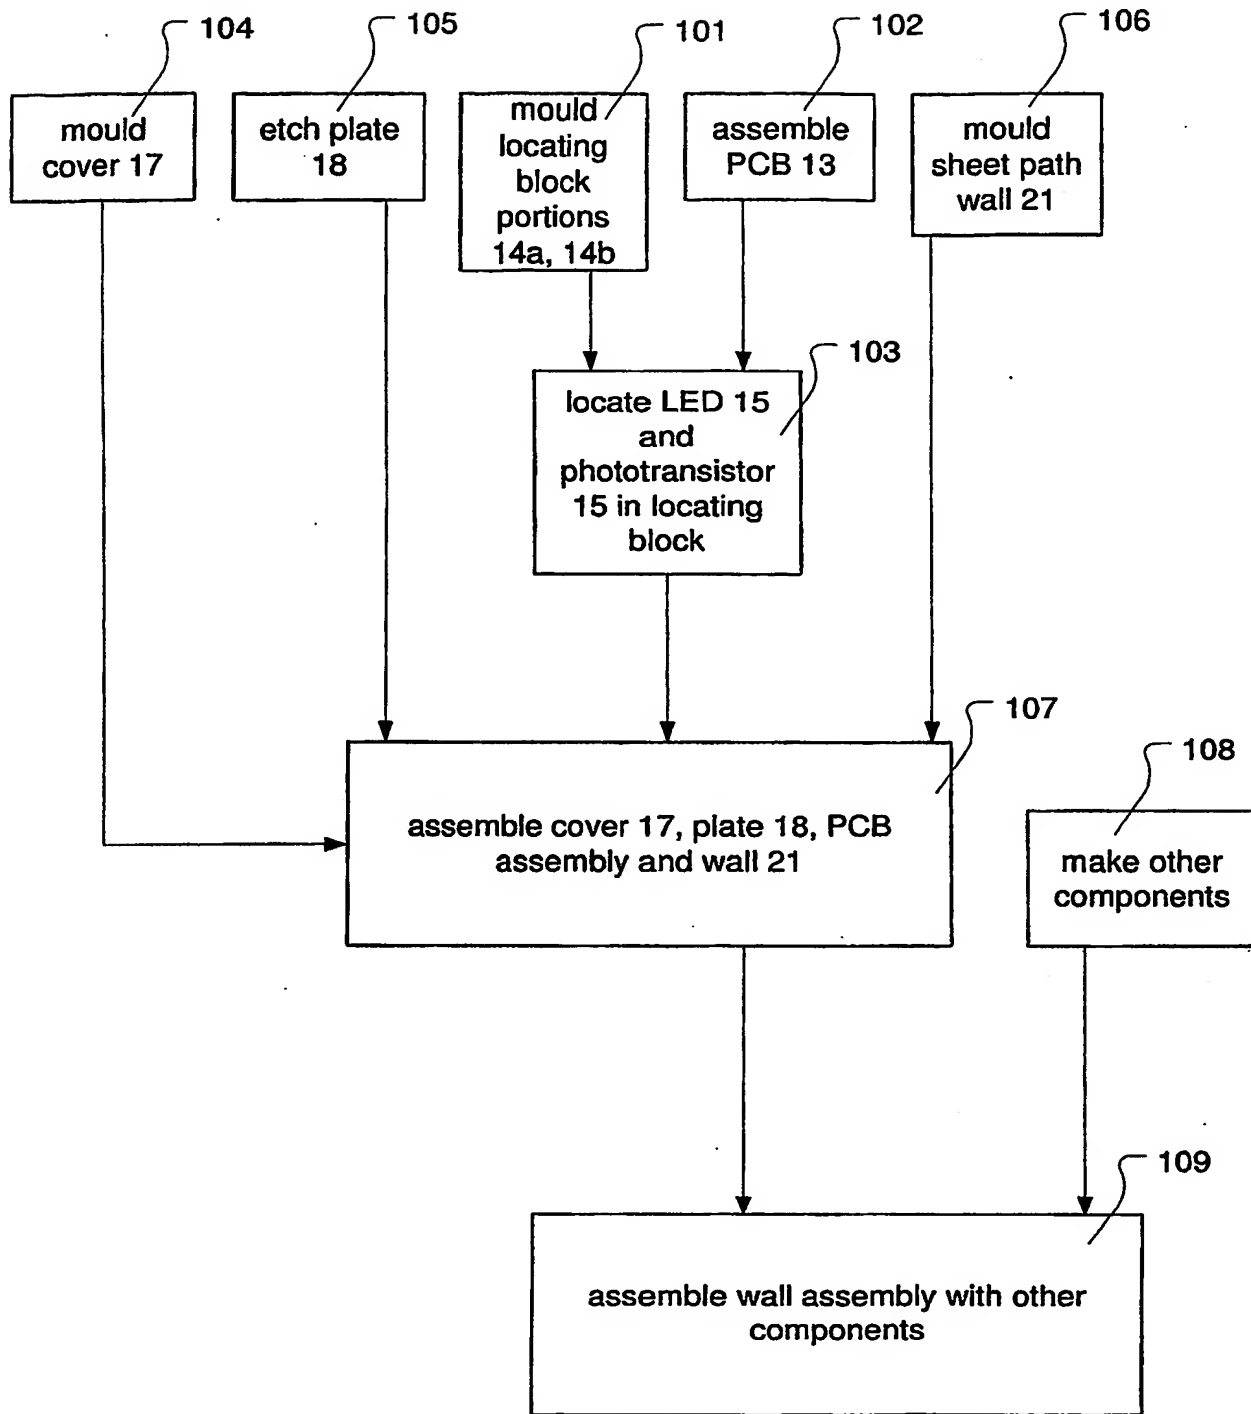 104
105
101
102
106
mould
cover 17
etch plate
18
mould
locating
block
portions
14a, 14b
assemble
PCB 13
mould
sheet path
wall 21
103
locate LED 15
and
phototransistor
15 in locating
block
107
108
assemble cover 17, plate 18, PCB
assembly and wall 21
make other
components
109
assemble wall assembly with other
components